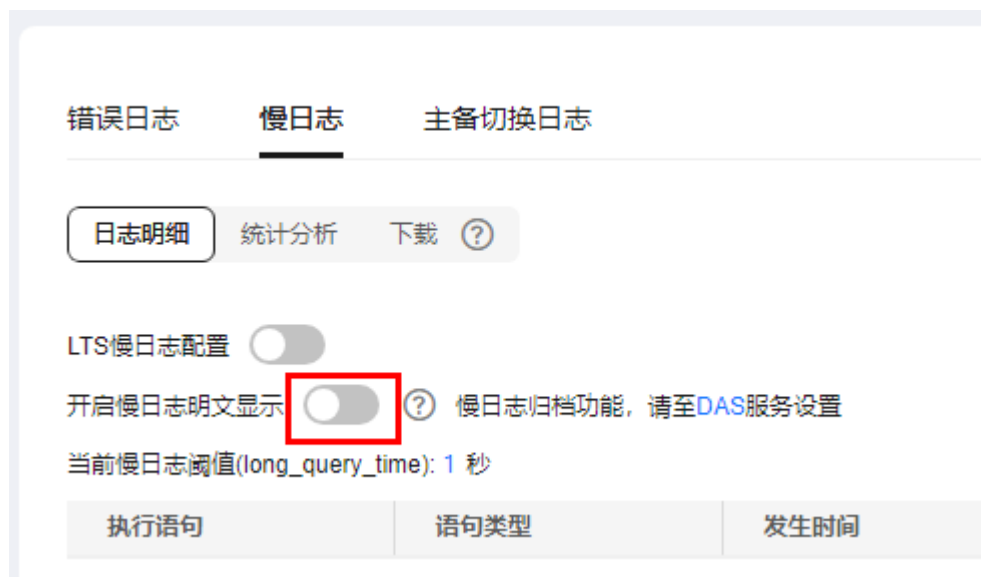 错误日志 慢日志 主备切换日志
日志明细 统计分析 下载 ?
LTS慢日志配置
开启慢日志明文显示 ? 慢日志归档功能，请至DAS服务设置
当前慢日志阈值(long_query_time): 1 秒
执行语句 语句类型 发生时间